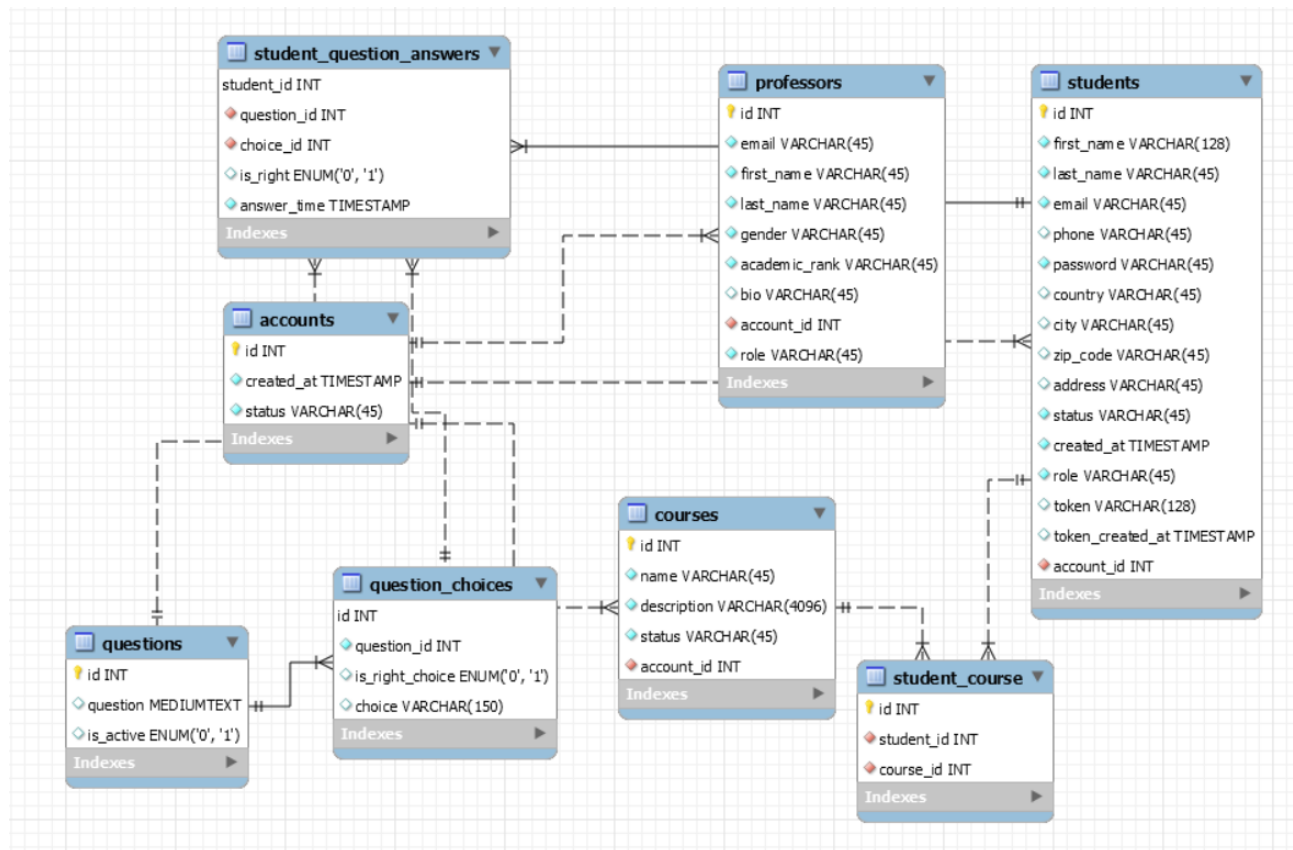 student_question_answers
student_id INT
question_id INT
choice_id INT
is_right ENUM('0', '1')
answer_time TIMESTAMP
Indexes
professors
id INT
email VARCHAR(45)
first_name VARCHAR(45)
last_name VARCHAR(45)
gender VARCHAR(45)
academic_rank VARCHAR(45)
bio VARCHAR(45)
account_id INT
role VARCHAR(45)
Indexes
students
id INT
first_name VARCHAR(128)
last_name VARCHAR(45)
email VARCHAR(45)
phone VARCHAR(45)
password VARCHAR(45)
country VARCHAR(45)
city VARCHAR(45)
zip_code VARCHAR(45)
address VARCHAR(45)
status VARCHAR(45)
created_at TIMESTAMP
role VARCHAR(45)
token VARCHAR(128)
token_created_at TIMESTAMP
account_id INT
Indexes
accounts
id INT
created_at TIMESTAMP
status VARCHAR(45)
Indexes
questions
id INT
question MEDIUMTEXT
is_active ENUM('0', '1')
Indexes
question_choices
id INT
question_id INT
is_right_choice ENUM('0', '1')
choice VARCHAR(150)
Indexes
courses
id INT
name VARCHAR(45)
description VARCHAR(4096)
status VARCHAR(45)
account_id INT
Indexes
student_course
id INT
student_id INT
course_id INT
Indexes